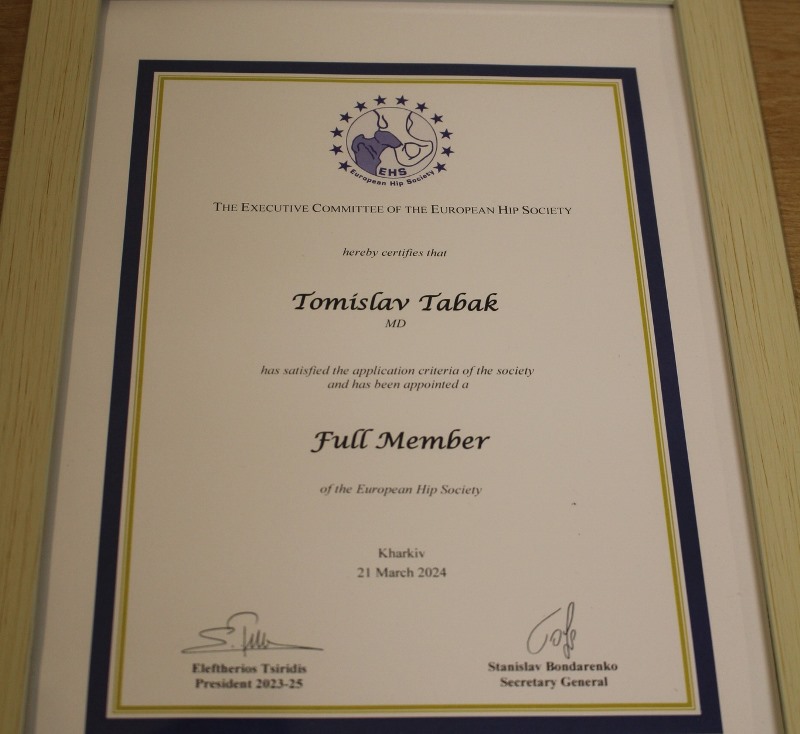 EHS
European Hip Society
THE EXECUTIVE COMMITTEE OF THE EUROPEAN HIP SOCIETY
hereby certifies that
Tomislav Tabak
MD
has satisfied the application criteria of the society
and has been appointed a
Full Member
of the European Hip Society
Kharkiv
21 March 2024
Eleftherios Tsiridis
President 2023-25
Stanislav Bondarenko
Secretary General